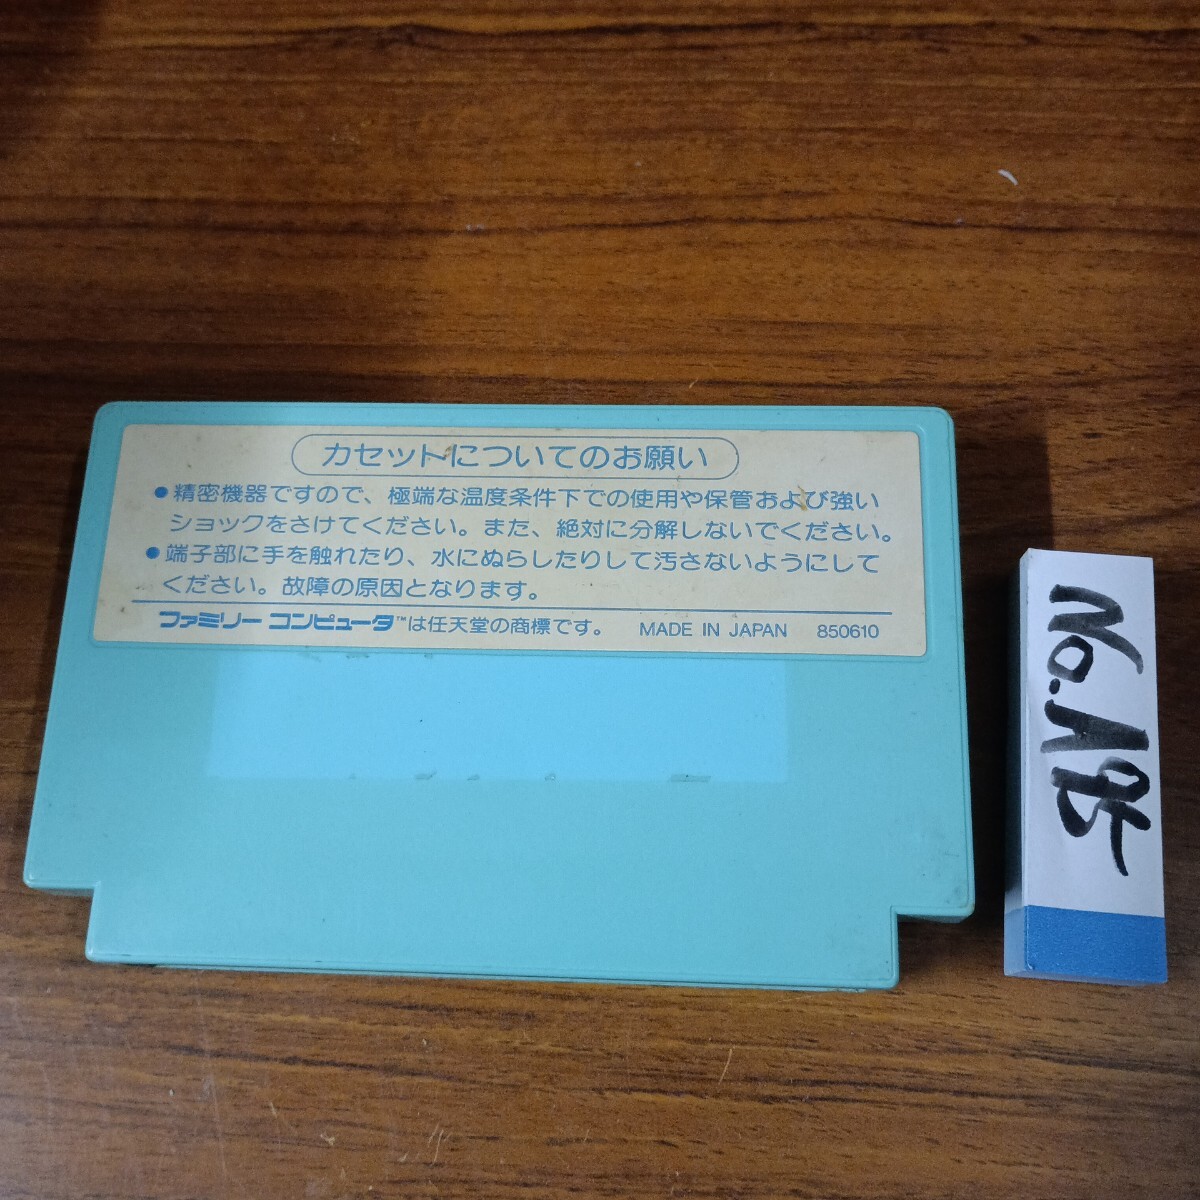 カセットについてのお願い
●精密機器ですので、極端な温度条件下での使用や保管および強い
ショックをさけてください。また、絶対に分解しないでください。
●端子部に手を触れたり、水にぬらしたりして汚さないようにして
ください。故障の原因となります。
ファミリー コンピュータ™は任天堂の商標です。 MADE IN JAPAN 850610
No.